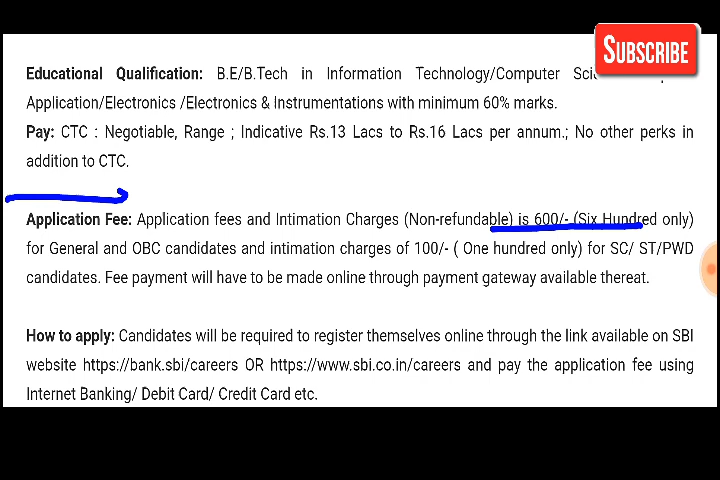 SUBSCRIBE
Educational Qualification: B.E/B.Tech in Information Technology/Computer
Application/Electronics /Electronics & Instrumentations with minimum 60% marks.
Pay: CTC : Negotiable, Range ; Indicative Rs.13 Lacs to Rs.16 Lacs per annum.; No other perks in
addition to CTC.
Application Fee: Application fees and Intimation Charges (Non-refundable) is 600/- (Six Hundred only)
for General and OBC candidates and intimation charges of 100/- ( One hundred only) for SC/ ST/PWD
candidates. Fee payment will have to be made online through payment gateway available thereat.
How to apply: Candidates will be required to register themselves online through the link available on SBI
website https://bank.sbi/careers OR https://www.sbi.co.in/careers and pay the application fee using
Internet Banking/ Debit Card/ Credit Card etc.